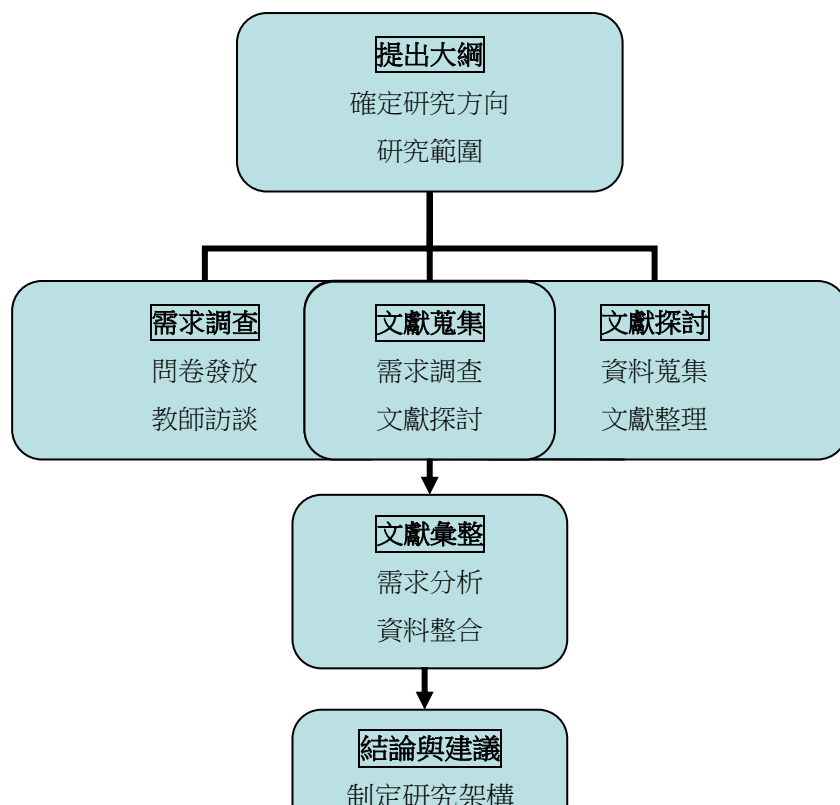 提出大綱
確定研究方向
研究範圍
需求調查
問卷發放
教師訪談
文獻蒐集
需求調查
文獻探討
文獻探討
資料蒐集
文獻整理
文獻彙整
需求分析
資料整合
結論與建議
制定研究架構